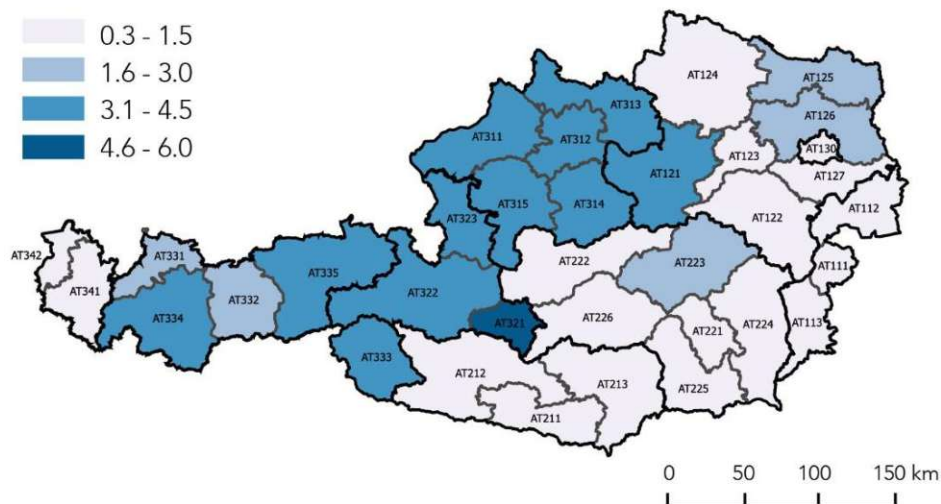 0.3 - 1.5
1.6 - 3.0
3.1 - 4.5
4.6 - 6.0
AT124
AT125
AT313
AT126
AT311
AT312
AT130
AT123
AT121
AT127
AT315
AT314
AT112
AT323
AT122
AT342
AT331
AT222
AT223
AT111
AT335
AT341
AT322
AT332
AT334
AT226
AT321
AT221
AT224
AT113
AT333
AT212
AT213
AT225
AT211
0 50 100 150 km